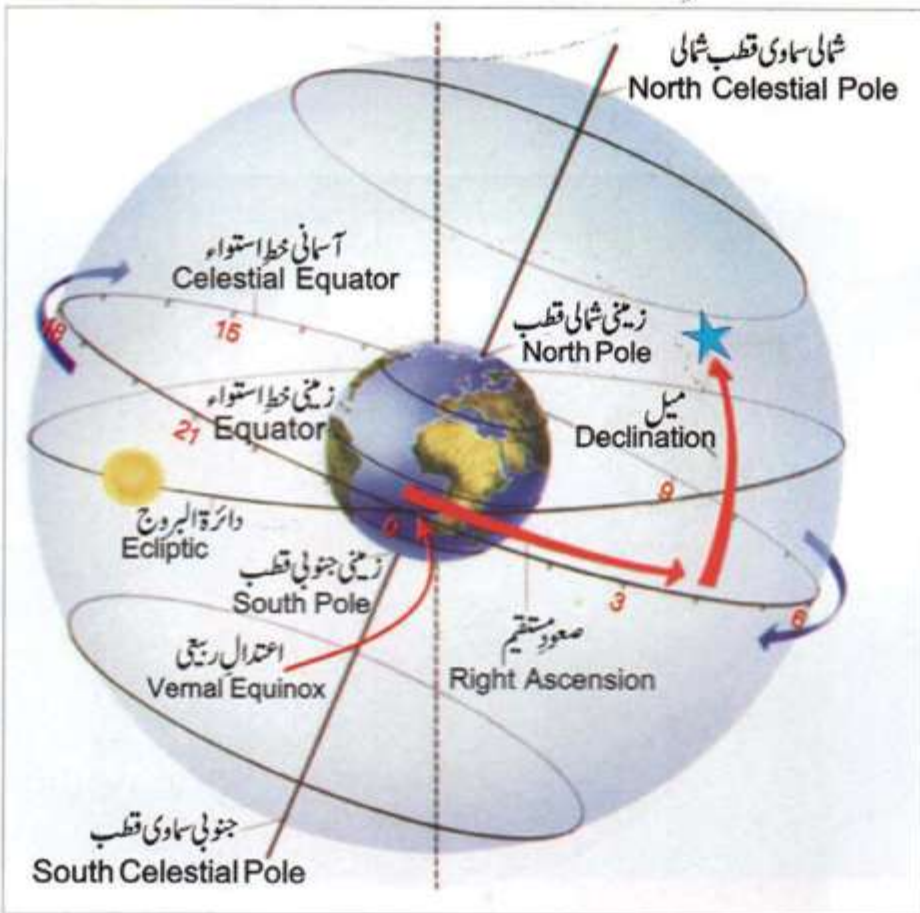 شمالی سماوی قطب شمالی
North Celestial Pole
آسمانی خطِ استواء
Celestial Equator
15
18
زمینی شمالی قطب
North Pole
زمینی خطِ استواء
Equator
21
میل
Declination
9
دائرۃ البروج
Ecliptic
0
زمینی جنوبی قطب
South Pole
3
6
اعتدالِ ربیعی
Vernal Equinox
صعودِ مستقیم
Right Ascension
جنوبی سماوی قطب
South Celestial Pole